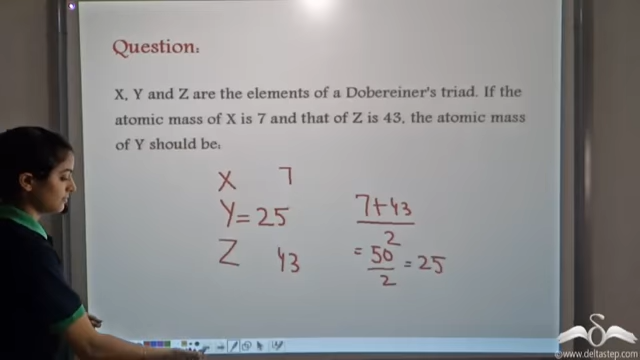 Question:
X, Y and Z are the elements of a Dobereiner's triad. If the
atomic mass of X is 7 and that of Z is 43, the atomic mass
of Y should be:
X 7
Y = 25
Z 43
7+43
2
= 50
2
= 25
©www.deltastep.com